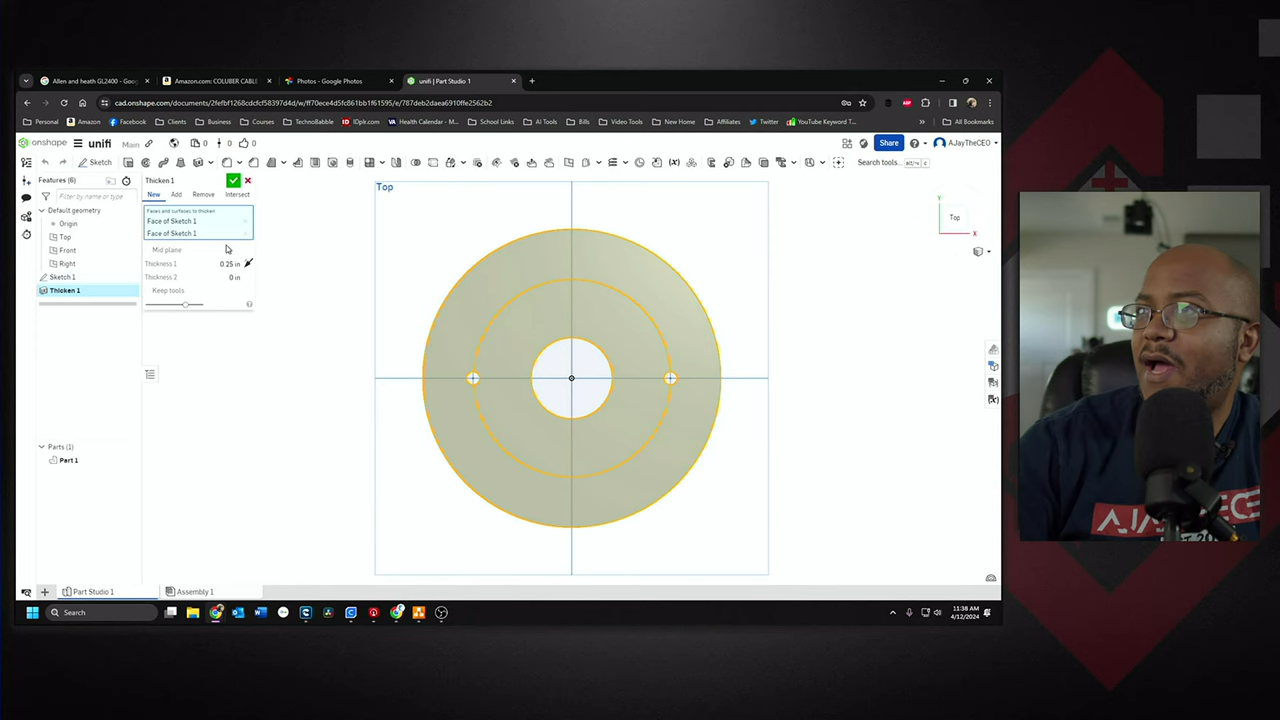 Allen and heath GL2400 - Goog
Amazon.com: COLUBER CABLE
Photos - Google Photos
unifi | Part Studio 1
cad.onshape.com/documents/2fefbf1268cdcfcf58397d4d/w/ff70ece4d5fc861bb1f61595/e/787deb2daea6910ffe2562b2
Personal
Amazon
Facebook
Clients
Business
Courses
TechnoBabble
IDplr.com
Health Calendar - M...
School Links
AI Tools
Bills
Video Tools
New Home
Affiliates
Twitter
YouTube Keyword T...
All Bookmarks
onshape
unifi
Main
0
0
0
Share
AJayTheCEO
Sketch
Search tools...
Features (6)
Filter by name or type
Default geometry
Origin
Top
Front
Right
Sketch 1
Thicken 1
Parts (1)
Part 1
Thicken 1
New Add Remove Intersect
Faces and surfaces to thicken
Face of Sketch 1
Face of Sketch 1
Mid plane
Thickness 1 0.25 in
Thickness 2 0 in
Keep tools
Top
Top
Y
X
Part Studio 1
Assembly 1
Search
11:38 AM
4/12/2024
AJAYTHECE